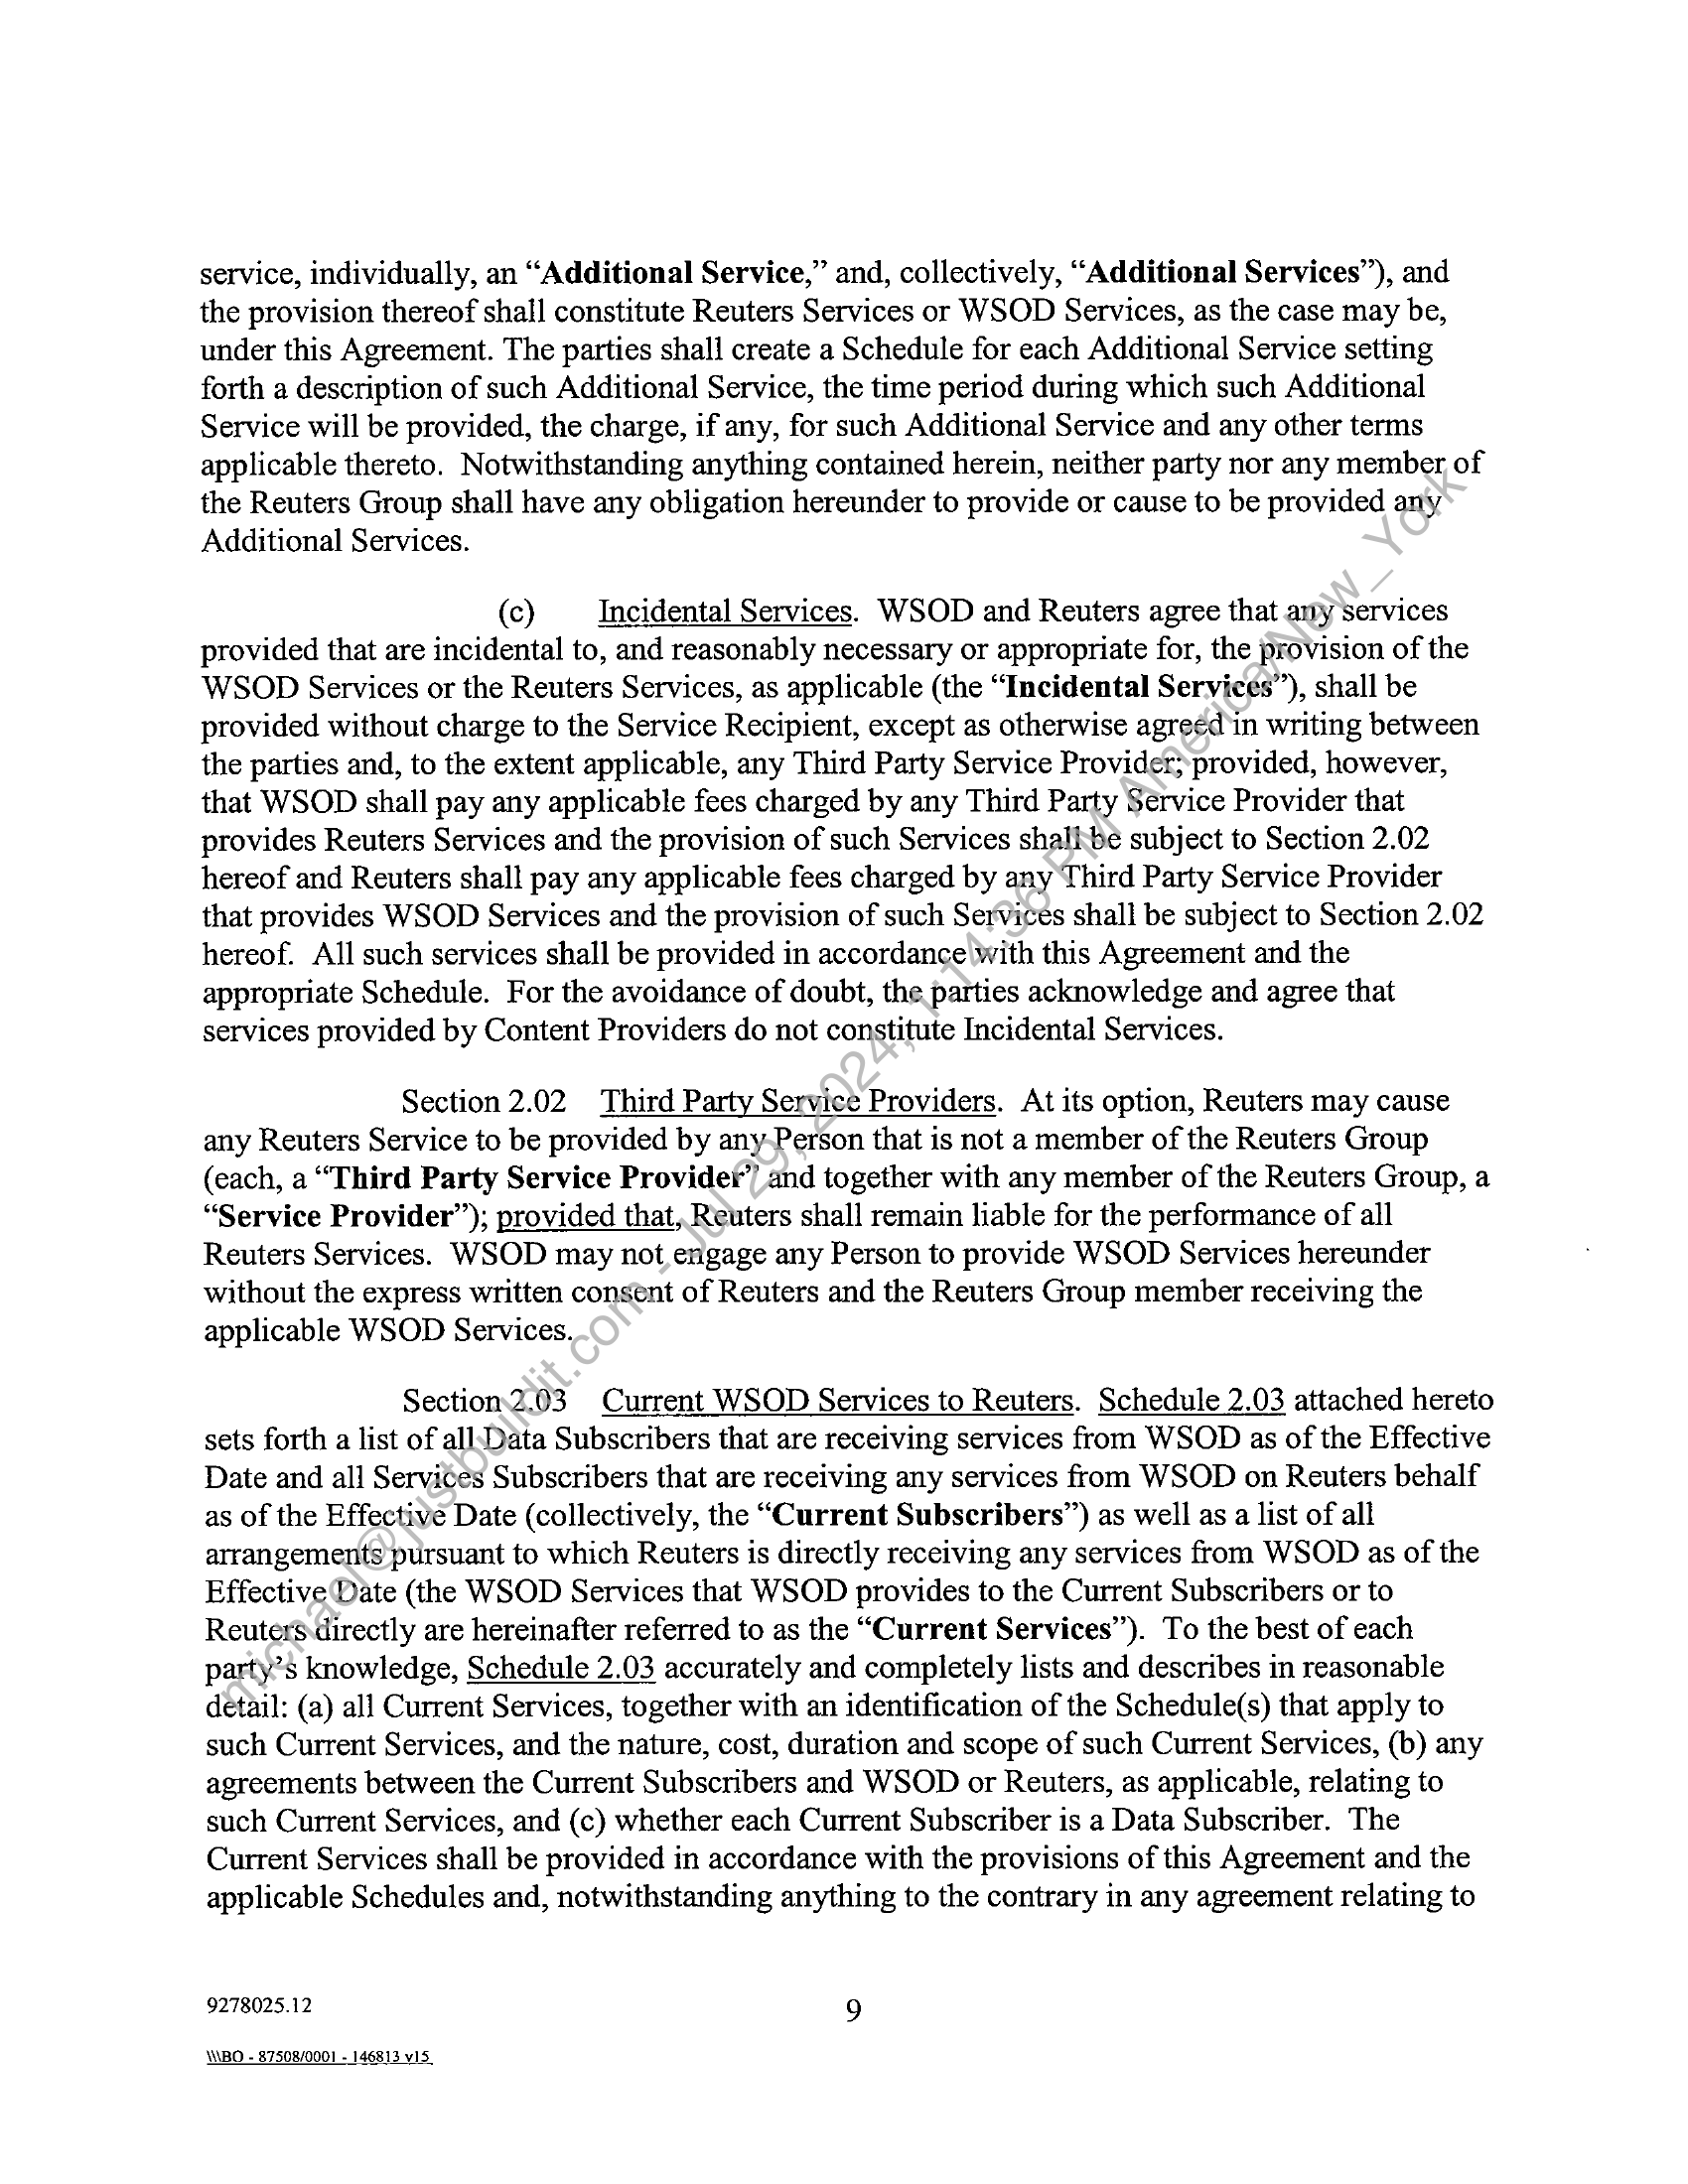 service, individually, an “Additional Service,” and, collectively, “Additional Services”), and
the provision thereof shall constitute Reuters Services or WSOD Services, as the case may be,
under this Agreement. The parties shall create a Schedule for each Additional Service setting
forth a description of such Additional Service, the time period during which such Additional
Service will be provided, the charge, if any, for such Additional Service and any other terms
applicable thereto. Notwithstanding anything contained herein, neither party nor any member of
the Reuters Group shall have any obligation hereunder to provide or cause to be provided any
Additional Services.
(c) Incidental Services. WSOD and Reuters agree that any services
provided that are incidental to, and reasonably necessary or appropriate for, the provision of the
WSOD Services or the Reuters Services, as applicable (the “Incidental Services”), shall be
provided without charge to the Service Recipient, except as otherwise agreed in writing between
the parties and, to the extent applicable, any Third Party Service Provider; provided, however,
that WSOD shall pay any applicable fees charged by any Third Party Service Provider that
provides Reuters Services and the provision of such Services shall be subject to Section 2.02
hereof and Reuters shall pay any applicable fees charged by any Third Party Service Provider
that provides WSOD Services and the provision of such Services shall be subject to Section 2.02
hereof. All such services shall be provided in accordance with this Agreement and the
appropriate Schedule. For the avoidance of doubt, the parties acknowledge and agree that
services provided by Content Providers do not constitute Incidental Services.
Section 2.02 Third Party Service Providers. At its option, Reuters may cause
any Reuters Service to be provided by any Person that is not a member of the Reuters Group
(each, a “Third Party Service Provider” and together with any member of the Reuters Group, a
“Service Provider”); provided that, Reuters shall remain liable for the performance of all
Reuters Services. WSOD may not engage any Person to provide WSOD Services hereunder
without the express written consent of Reuters and the Reuters Group member receiving the
applicable WSOD Services.
Section 2.03 Current WSOD Services to Reuters. Schedule 2.03 attached hereto
sets forth a list of all Data Subscribers that are receiving services from WSOD as of the Effective
Date and all Services Subscribers that are receiving any services from WSOD on Reuters behalf
as of the Effective Date (collectively, the “Current Subscribers”) as well as a list of all
arrangements pursuant to which Reuters is directly receiving any services from WSOD as of the
Effective Date (the WSOD Services that WSOD provides to the Current Subscribers or to
Reuters directly are hereinafter referred to as the “Current Services”). To the best of each
party’s knowledge, Schedule 2.03 accurately and completely lists and describes in reasonable
detail: (a) all Current Services, together with an identification of the Schedule(s) that apply to
such Current Services, and the nature, cost, duration and scope of such Current Services, (b) any
agreements between the Current Subscribers and WSOD or Reuters, as applicable, relating to
such Current Services, and (c) whether each Current Subscriber is a Data Subscriber. The
Current Services shall be provided in accordance with the provisions of this Agreement and the
applicable Schedules and, notwithstanding anything to the contrary in any agreement relating to
9278025.12
9
\\\BO - 87508/0001 - 146813 v15
michael@justbuildit.com - Jul 29, 2024, 1:14:36 PM America/New_York